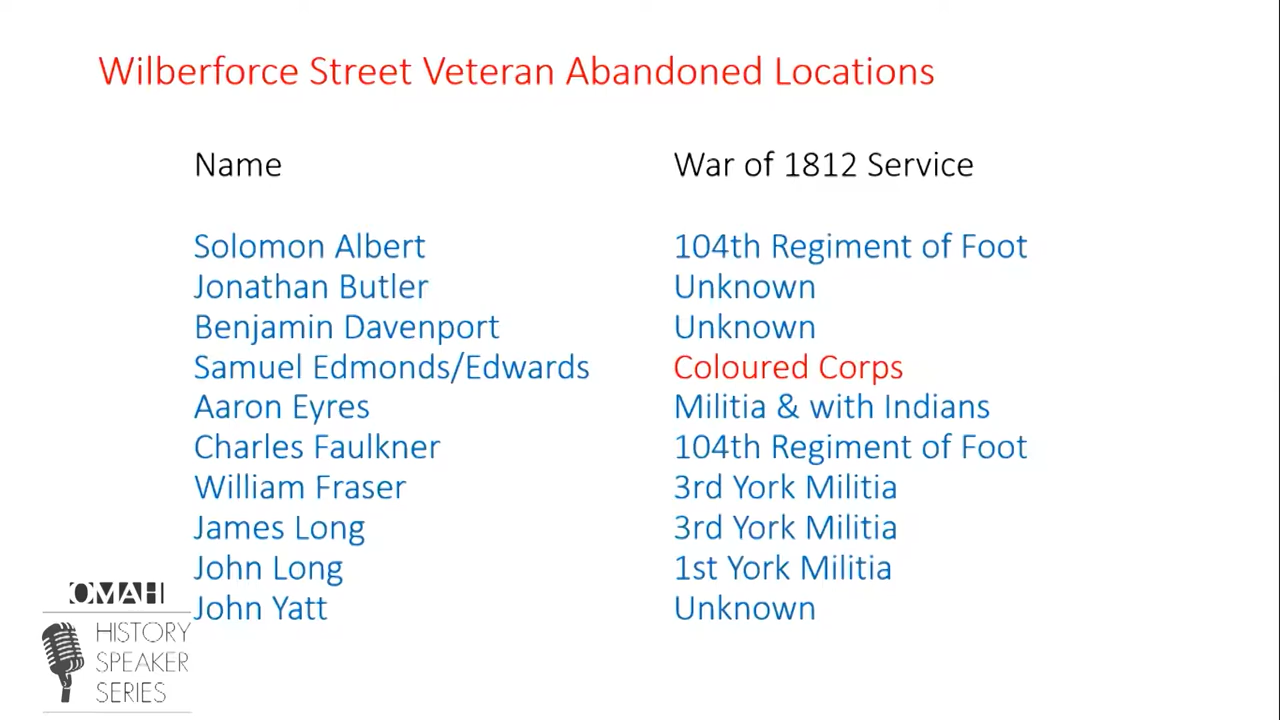 Wilberforce Street Veteran Abandoned Locations
Name War of 1812 Service
Solomon Albert 104th Regiment of Foot
Jonathan Butler Unknown
Benjamin Davenport Unknown
Samuel Edmonds/Edwards Coloured Corps
Aaron Eyres Militia & with Indians
Charles Faulkner 104th Regiment of Foot
William Fraser 3rd York Militia
James Long 3rd York Militia
John Long 1st York Militia
John Yatt Unknown
OMAH
HISTORY
SPEAKER
SERIES